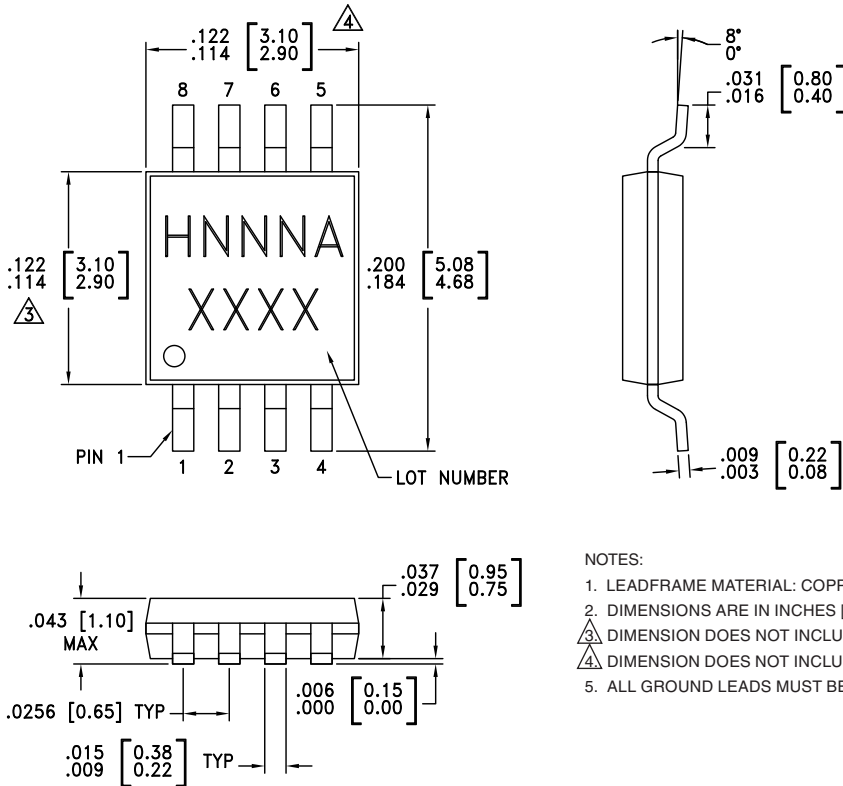 .122 [3.10]
.114 [2.90]
4
8 7 6 5
HNNNA
XXXX
.122 [3.10]
.114 [2.90]
3
.200 [5.08]
.184 [4.68]
PIN 1
1 2 3 4
LOT NUMBER
8°
0°
.031 [0.80
.016 [0.40
.009 [0.22]
.003 [0.08]
.037 [0.95]
.029 [0.75]
.043 [1.10]
MAX
.006 [0.15]
.000 [0.00]
.0256 [0.65] TYP
.015 [0.38]
.009 [0.22]
TYP
NOTES:
1. LEADFRAME MATERIAL: COPP
2. DIMENSIONS ARE IN INCHES [
3. DIMENSION DOES NOT INCLU
4. DIMENSION DOES NOT INCLU
5. ALL GROUND LEADS MUST BE